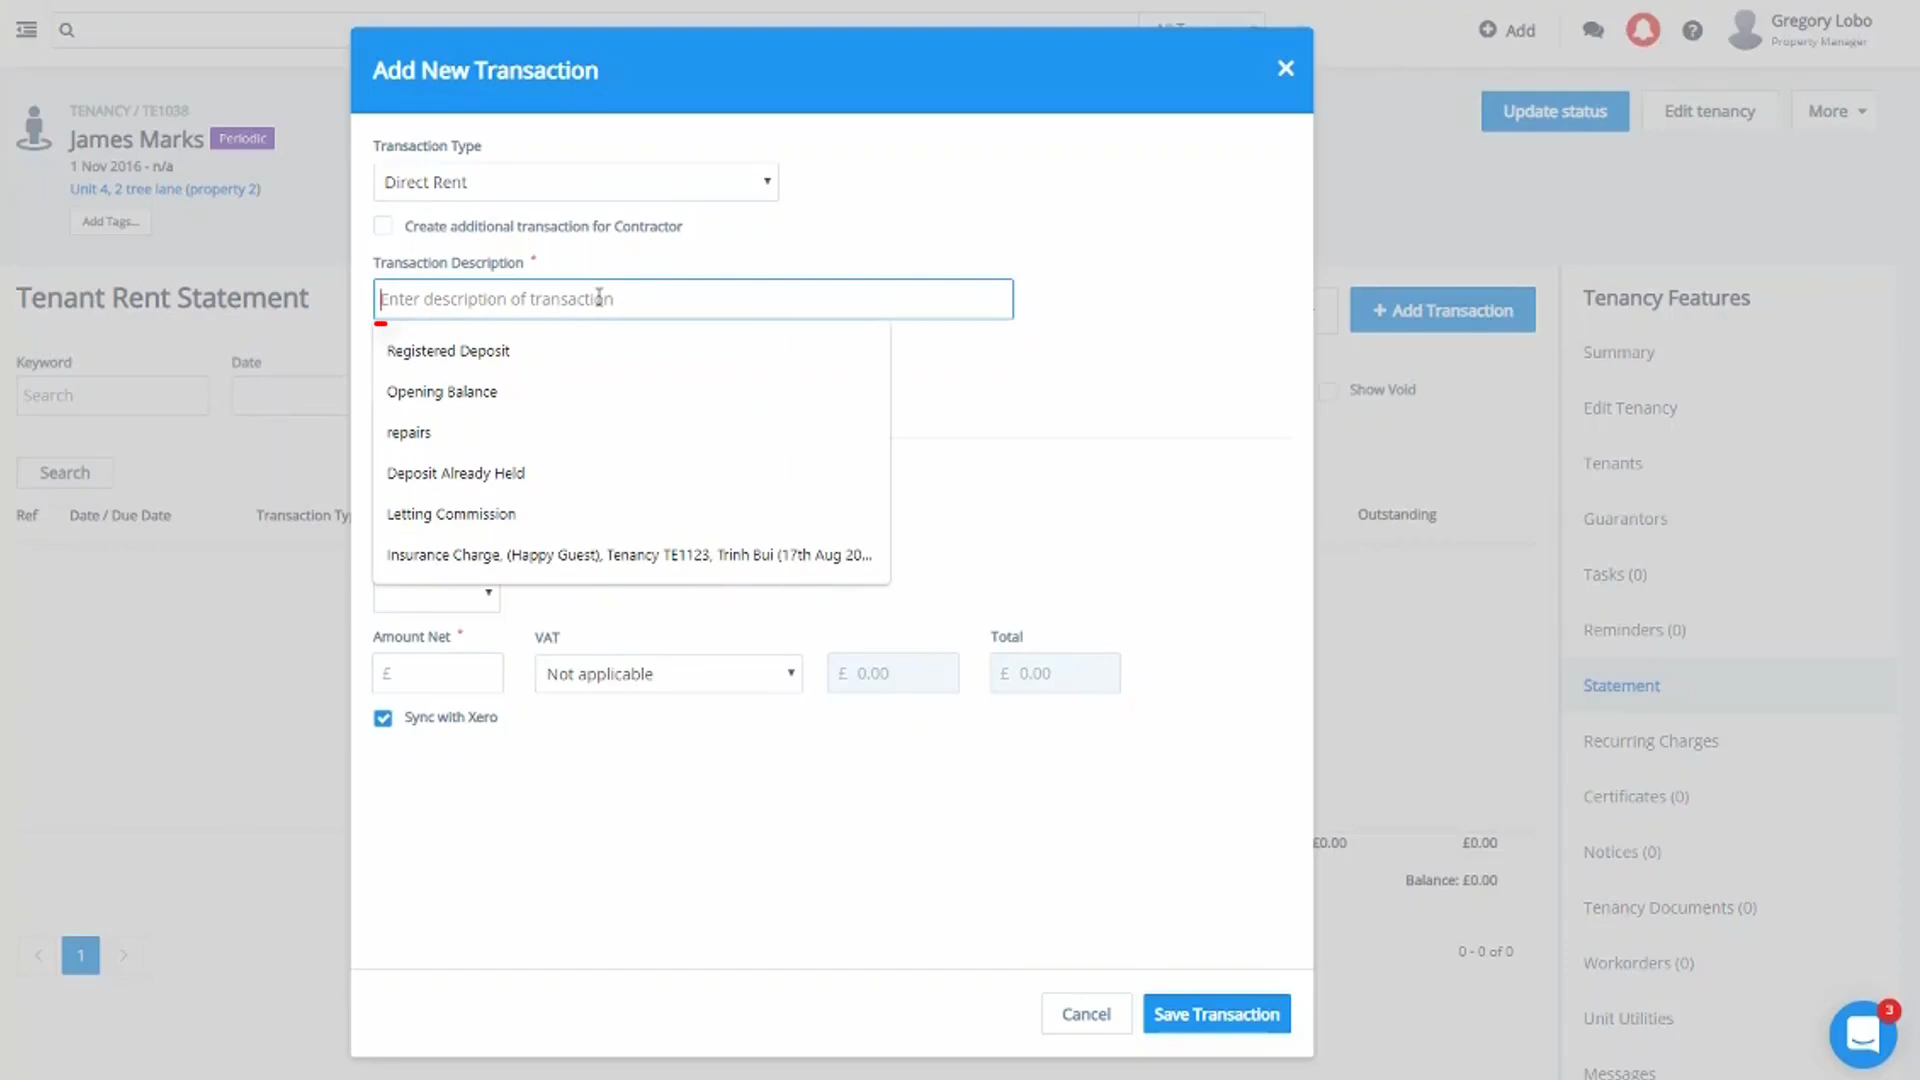 Add
Gregory Lobo
Property Manager
Add New Transaction
TENANCY / TE1038
James Marks Periodic
1 Nov 2016 - n/a
Unit 4, 2 tree lane (property 2)
Add Tags...
Update status
Edit tenancy
More
Transaction Type
Direct Rent
Create additional transaction for Contractor
Transaction Description *
Enter description of transaction
Registered Deposit
Opening Balance
repairs
Deposit Already Held
Letting Commission
Insurance Charge, (Happy Guest), Tenancy TE1123, Trinh Bui (17th Aug 20...
Amount Net *
VAT
Total
£
Not applicable
£ 0.00
£ 0.00
Sync with Xero
Cancel
Save Transaction
Tenant Rent Statement
+ Add Transaction
Keyword
Date
Search
Show Void
Search
Ref
Date / Due Date
Transaction Ty
Outstanding
£0.00
£0.00
Balance: £0.00
1
0 - 0 of 0
Tenancy Features
Summary
Edit Tenancy
Tenants
Guarantors
Tasks (0)
Reminders (0)
Statement
Recurring Charges
Certificates (0)
Notices (0)
Tenancy Documents (0)
Workorders (0)
Unit Utilities
Messages
3